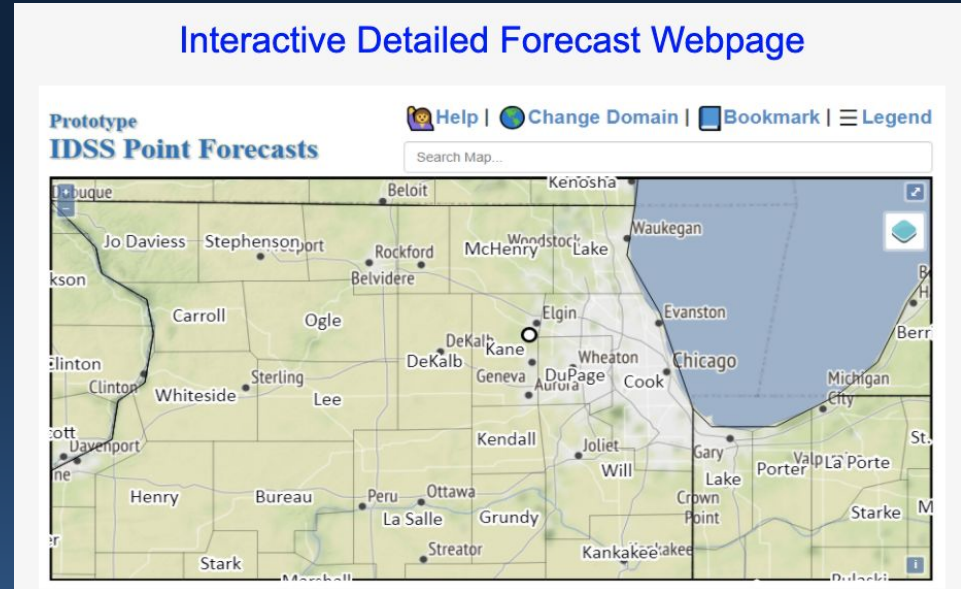 Interactive Detailed Forecast Webpage
Prototype
IDSS Point Forecasts
Help | Change Domain | Bookmark | Legend
Search Map...
Kenosha
Beloit
Waukegan
Jo Daviess
Stephenson
Rockford
McHenry
Woodstock
Lake
Belvidere
Carroll
Ogle
Elgin
Evanston
DeKalb
DeKalb
Kane
Clinton
Clinton
Whiteside
Sterling
Lee
Geneva
Aurora
Wheaton
DuPage
Cook
Chicago
Michigan
City
Davenport
Kendall
Joliet
Will
Gary
Lake
Porter
La Porte
St.
Henry
Bureau
Peru
Ottawa
La Salle
Grundy
Crown
Point
Starke
Stark
Streator
Kankakee
Marshall
Pulaski